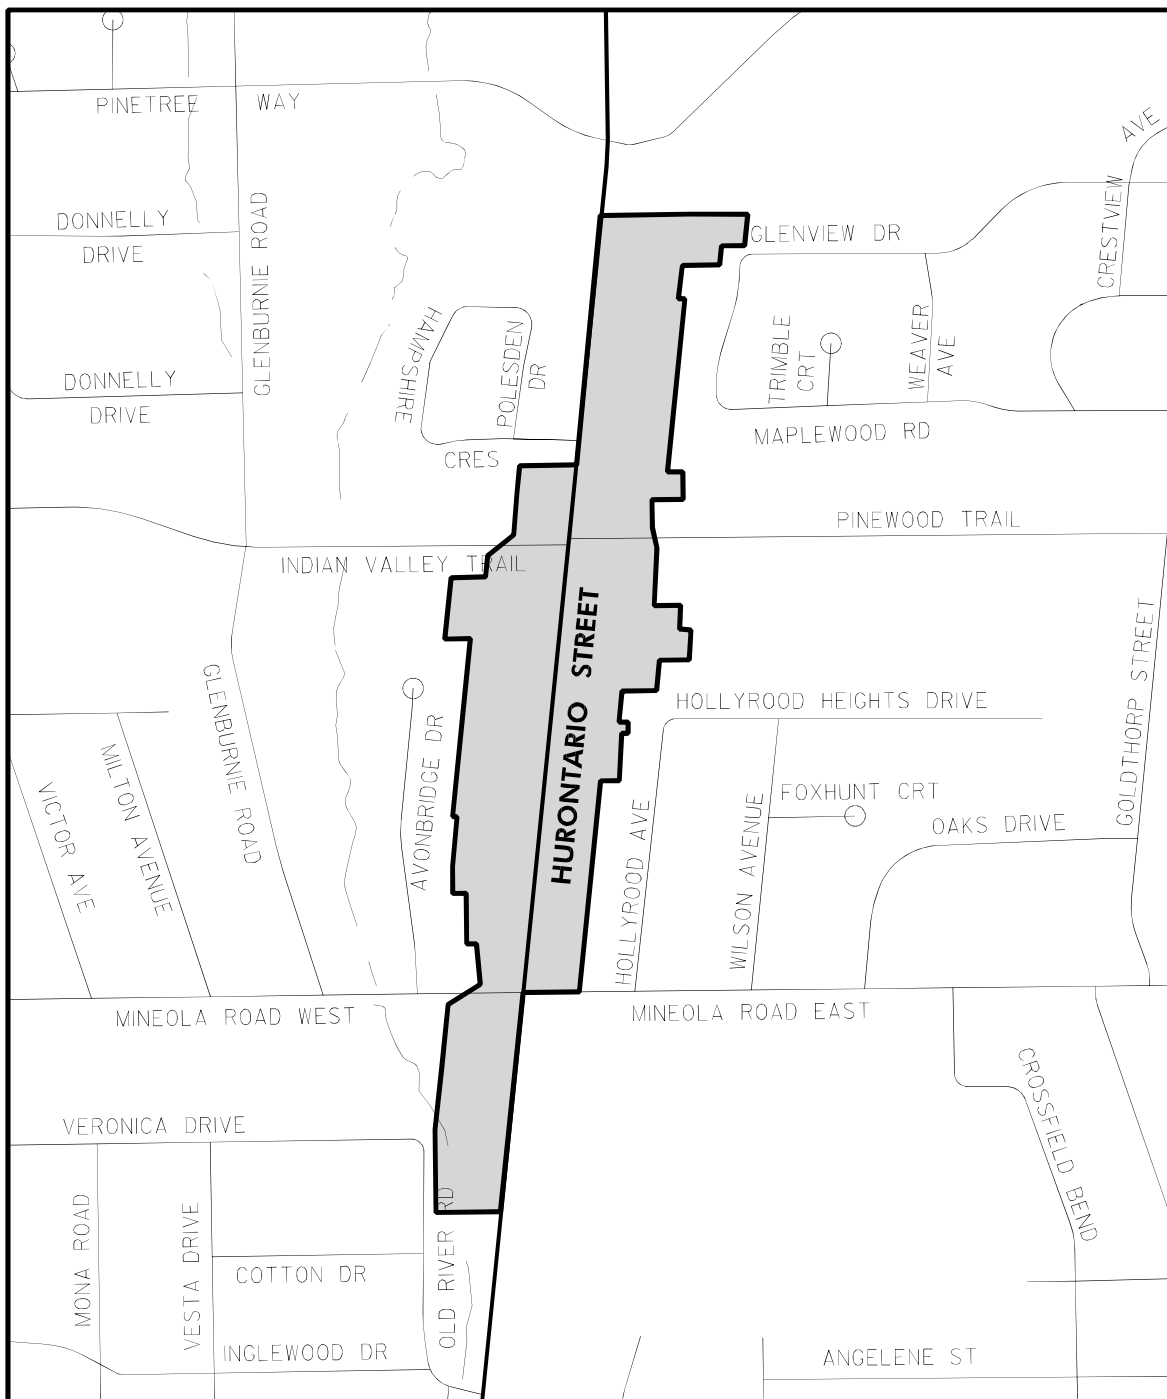 PINETREE WAY
AVE
CRESTVIEW
DONNELLY
DRIVE
GLENBURNIE ROAD
GLENVIEW DR
HAMPSHIRE
POLESDEN
DR
TRIMBLE
CRT
WEAVER
AVE
DONNELLY
DRIVE
CRES
MAPLEWOOD RD
PINEWOOD TRAIL
INDIAN VALLEY TRAIL
HURONTARIO STREET
GOLDTHORP STREET
GLENBURNIE ROAD
HOLLYROOD HEIGHTS DRIVE
MILTON AVENUE
VICTOR AVE
AVONBRIDGE DR
HOLLYROOD AVE
WILSON AVENUE
FOXHUNT CRT
OAKS DRIVE
MINEOLA ROAD WEST
MINEOLA ROAD EAST
CROSSFIELD BEND
VERONICA DRIVE
MONA ROAD
VESTA DRIVE
OLD RIVER RD
COTTON DR
INGLEWOOD DR
ANGELENE ST